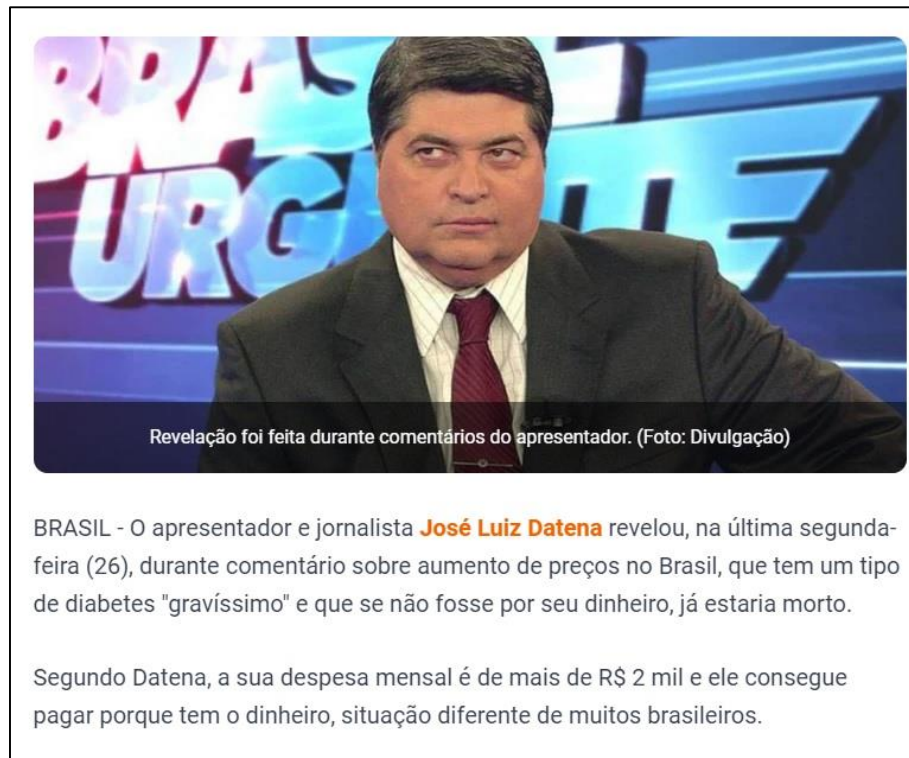 BRASIL
URGENTE
Revelação foi feita durante comentários do apresentador. (Foto: Divulgação)
BRASIL - O apresentador e jornalista José Luiz Datena revelou, na última segunda-
feira (26), durante comentário sobre aumento de preços no Brasil, que tem um tipo
de diabetes "gravíssimo" e que se não fosse por seu dinheiro, já estaria morto.
Segundo Datena, a sua despesa mensal é de mais de R$ 2 mil e ele consegue
pagar porque tem o dinheiro, situação diferente de muitos brasileiros.